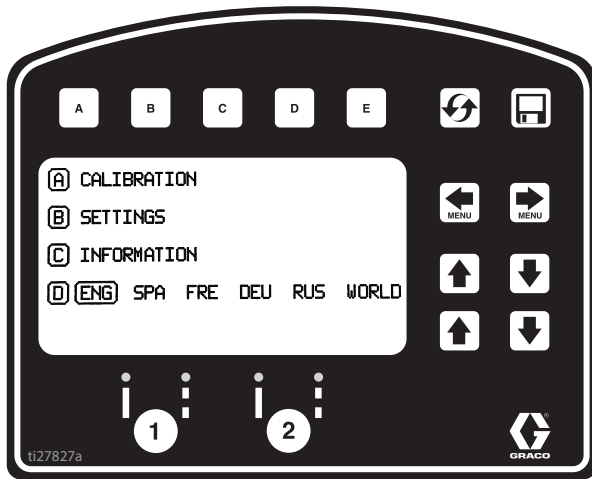 A B C D E
A CALIBRATION
MENU MENU
B SETTINGS
C INFORMATION
D ENG SPA FRE DEU RUS WORLD
1 2
ti27827a
GRACO